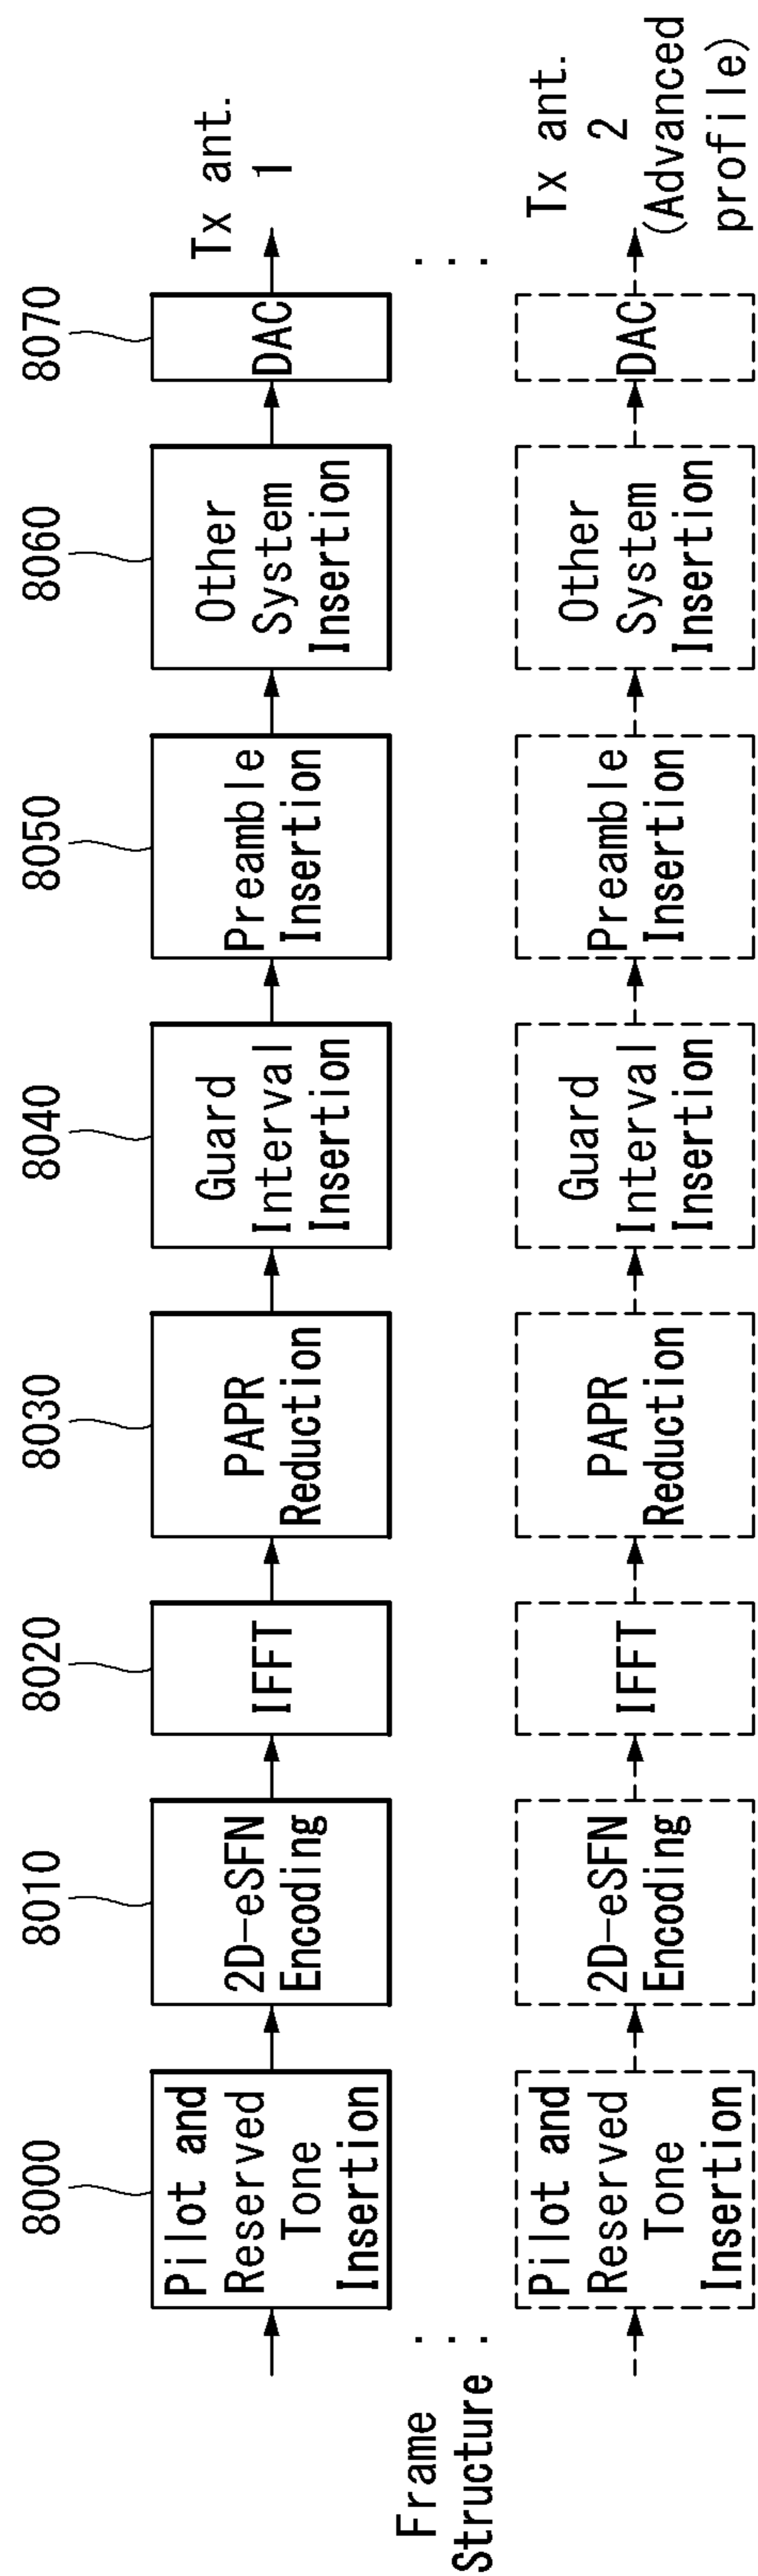 8000
8010
8020
8030
8040
8050
8060
8070
Pilot and
Reserved
Tone
Insertion
2D-eSFN
Encoding
IFFT
PAPR
Reduction
Guard
Interval
Insertion
Preamble
Insertion
Other
System
Insertion
DAC
Tx ant.
1
Frame
Structure
...
...
Pilot and
Reserved
Tone
Insertion
2D-eSFN
Encoding
IFFT
PAPR
Reduction
Guard
Interval
Insertion
Preamble
Insertion
Other
System
Insertion
DAC
Tx ant.
2
(Advanced
profile)